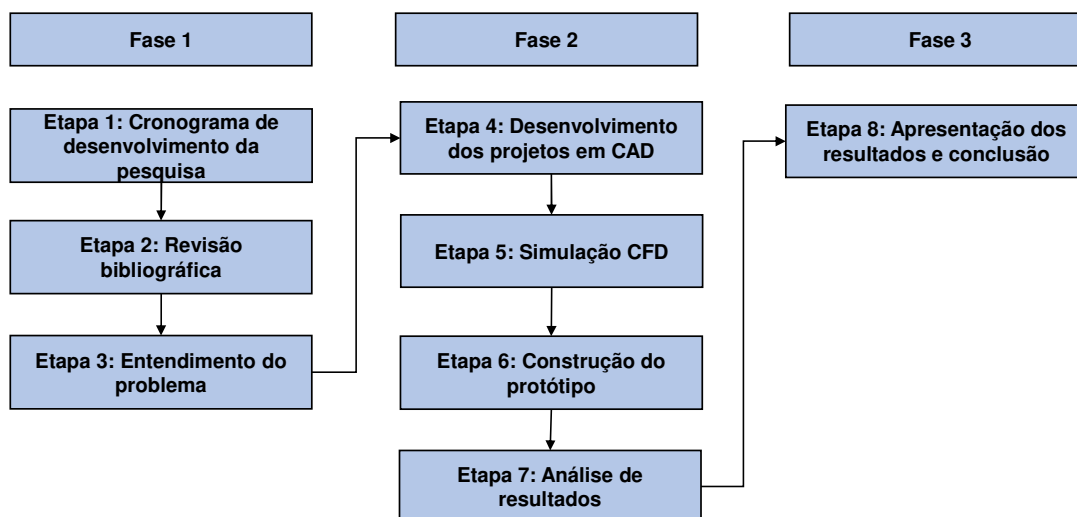 Fase 1
Fase 2
Fase 3
Etapa 1: Cronograma de
desenvolvimento da
pesquisa
Etapa 2: Revisão
bibliográfica
Etapa 3: Entendimento do
problema
Etapa 4: Desenvolvimento
dos projetos em CAD
Etapa 5: Simulação CFD
Etapa 6: Construção do
protótipo
Etapa 7: Análise de
resultados
Etapa 8: Apresentação dos
resultados e conclusão